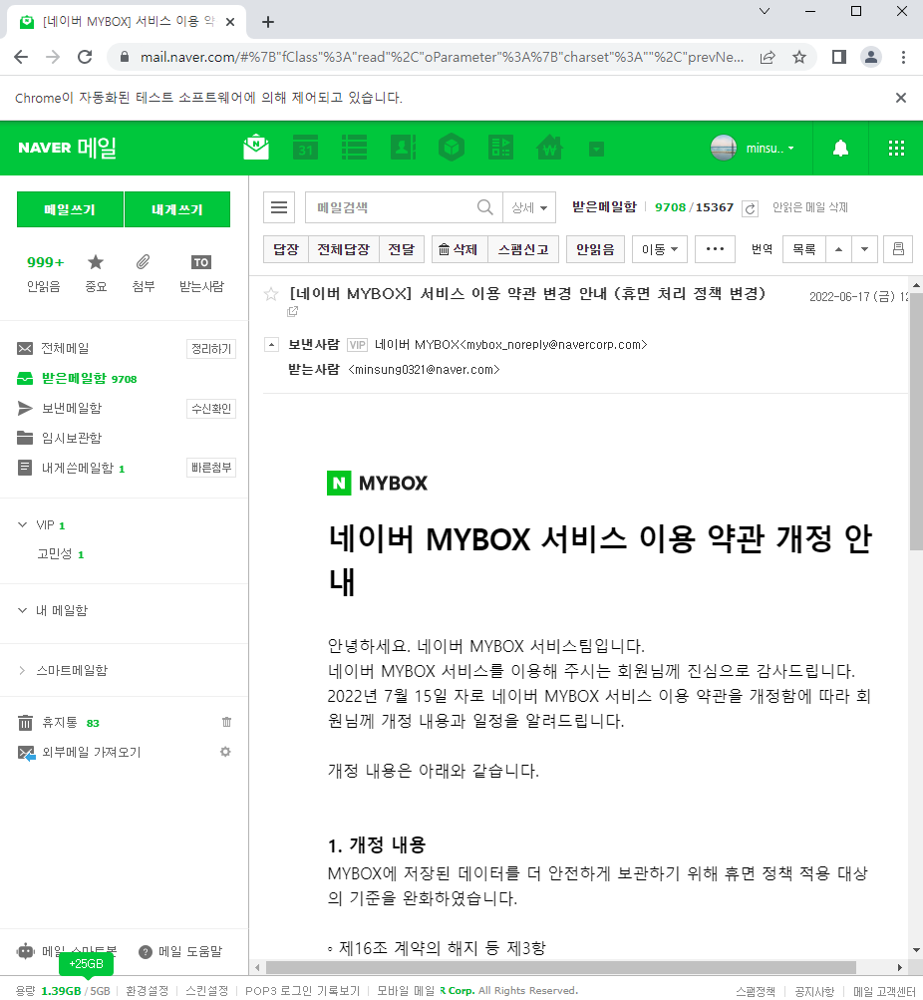 [네이버 MYBOX] 서비스 이용 약
mail.naver.com/#%7B"fClass"%3A"read"%2C"oParameter"%3A%7B"charset"%3A""%2C"prevNe...
Chrome이 자동화된 테스트 소프트웨어에 의해 제어되고 있습니다.
NAVER 메일
31
minsu..
메일쓰기 내게쓰기
메일검색 상세 받은메일함 9708 / 15367 안읽은 메일 삭제
답장 전체답장 전달 삭제 스팸신고 안읽음 이동 ... 번역 목록
999+ TO
안읽음 중요 첨부 받는사람
전체메일 정리하기
받은메일함 9708
보낸메일함 수신확인
임시보관함
내게쓴메일함 1 빠른첨부
VIP 1
고민성 1
내 메일함
스마트메일함
휴지통 83
외부메일 가져오기
메일 스마트봇 메일 도움말
+25GB
[네이버 MYBOX] 서비스 이용 약관 변경 안내 (휴면 처리 정책 변경) 2022-06-17 (금) 12
보낸사람 VIP 네이버 MYBOX<mybox_noreply@navercorp.com>
받는사람 <minsung0321@naver.com>
N MYBOX
네이버 MYBOX 서비스 이용 약관 개정 안
내
안녕하세요. 네이버 MYBOX 서비스팀입니다.
네이버 MYBOX 서비스를 이용해 주시는 회원님께 진심으로 감사드립니다.
2022년 7월 15일 자로 네이버 MYBOX 서비스 이용 약관을 개정함에 따라 회
원님께 개정 내용과 일정을 알려드립니다.
개정 내용은 아래와 같습니다.
1. 개정 내용
MYBOX에 저장된 데이터를 더 안전하게 보관하기 위해 휴면 정책 적용 대상
의 기준을 완화하였습니다.
◦ 제16조 계약의 해지 등 제3항
용량 1.39GB / 5GB 환경설정 스킨설정 POP3 로그인 기록보기 모바일 메일 R Corp. All Rights Reserved. 스팸정책 공지사항 메일 고객센터